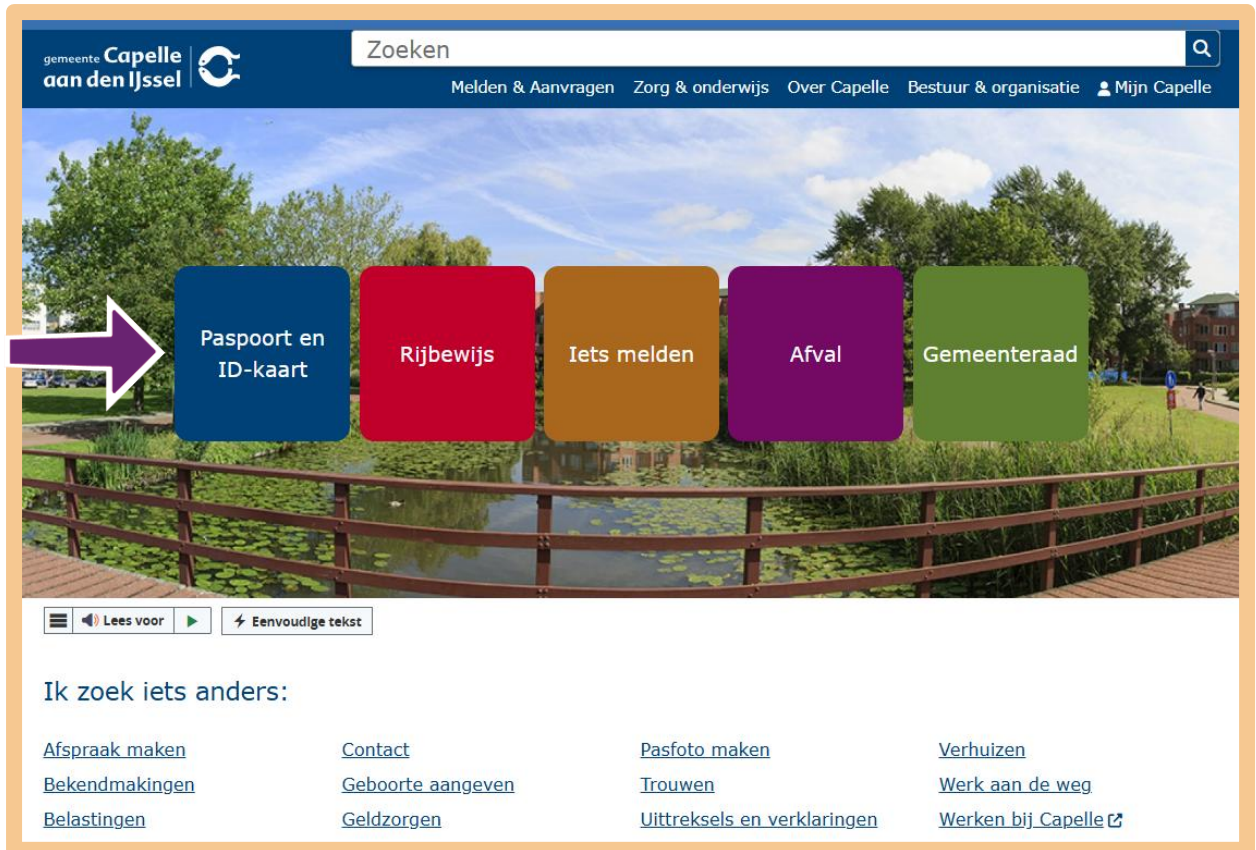 gemeente Capelle
aan den IJssel
Zoeken
Melden & Aanvragen Zorg & onderwijs Over Capelle Bestuur & organisatie Mijn Capelle
Paspoort en
ID-kaart
Rijbewijs
Iets melden
Afval
Gemeenteraad
Lees voor
Eenvoudige tekst
Ik zoek iets anders:
Afspraak maken Contact Pasfoto maken Verhuizen
Bekendmakingen Geboorte aangeven Trouwen Werk aan de weg
Belastingen Geldzorgen Uittreksels en verklaringen Werken bij Capelle